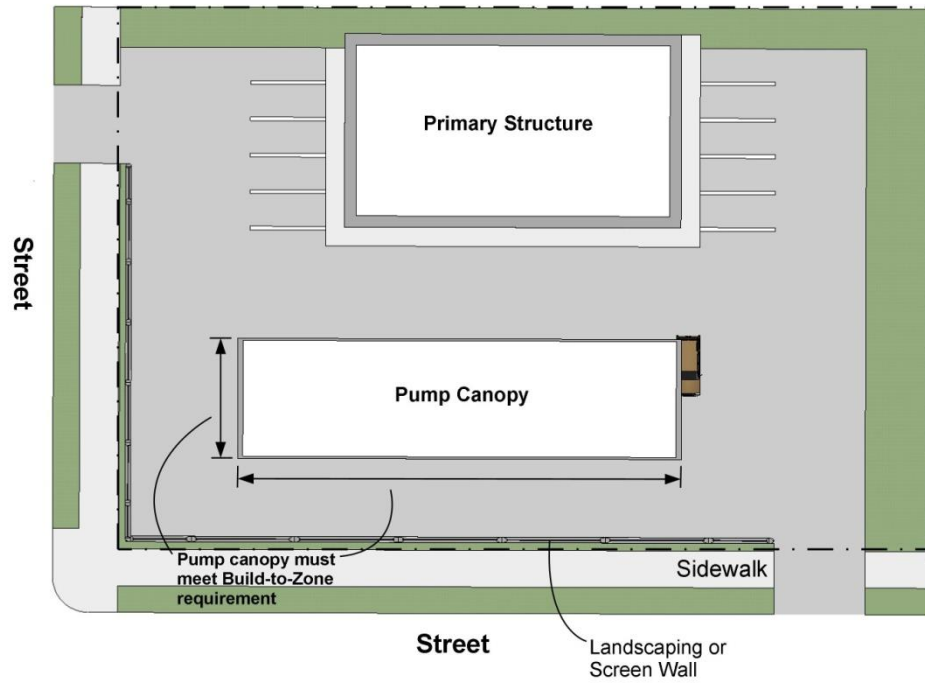 Primary Structure
Street
Pump Canopy
Pump canopy must
meet Build-to-Zone
requirement
Sidewalk
Street
Landscaping or
Screen Wall